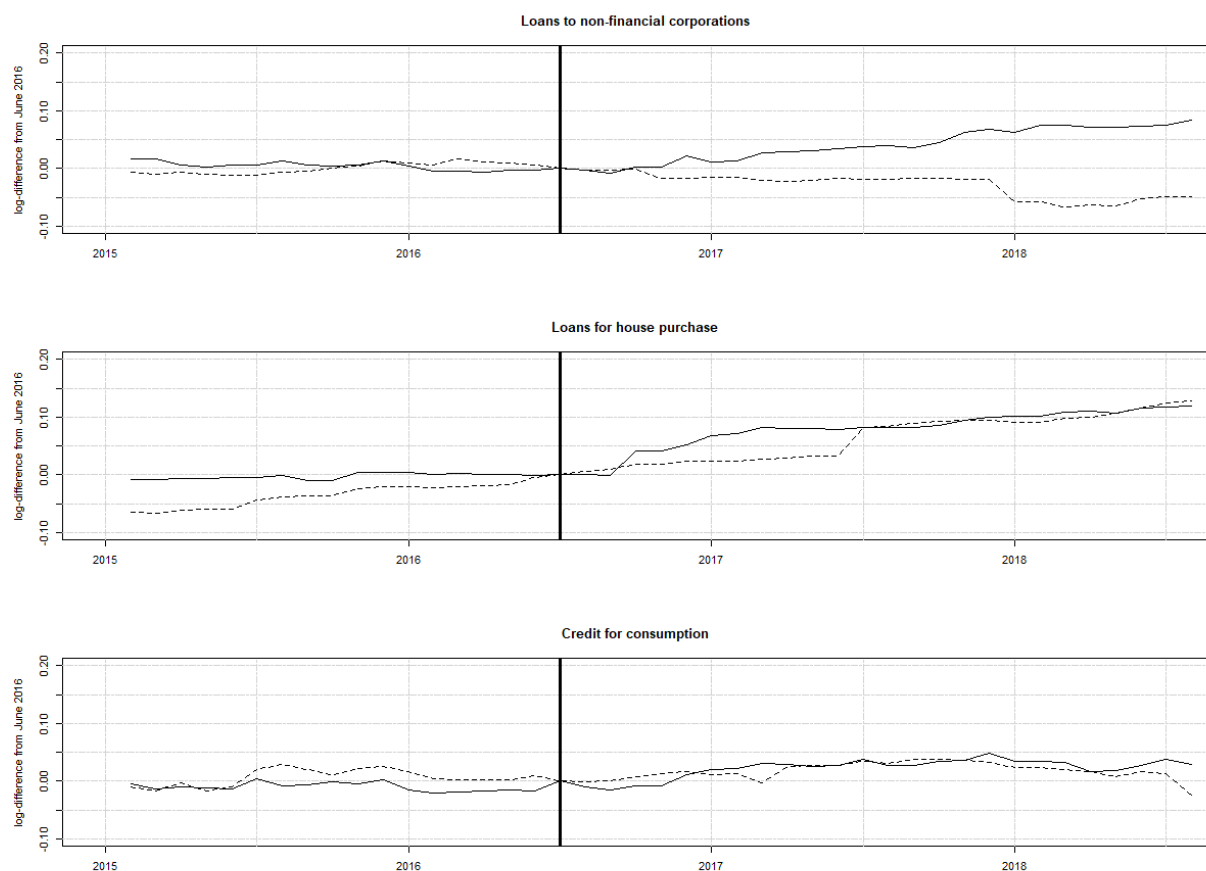 Loans to non-financial corporations
log-difference from June 2016
0.20
0.10
0.00
-0.10
2015 2016 2017 2018
Loans for house purchase
log-difference from June 2016
0.20
0.10
0.00
-0.10
2015 2016 2017 2018
Credit for consumption
log-difference from June 2016
0.20
0.10
0.00
-0.10
2015 2016 2017 2018